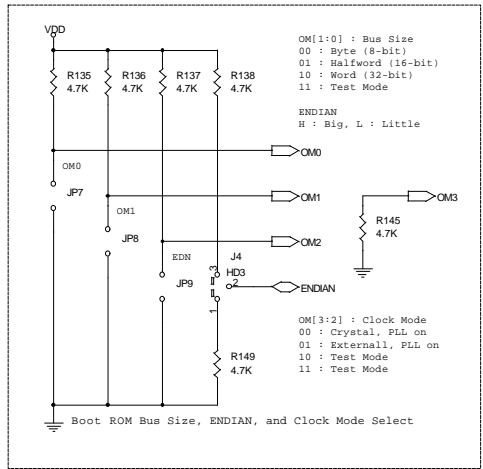 VDD
R135
4.7K
R136
4.7K
R137
4.7K
R138
4.7K
OM[1:0] : Bus Size
00 : Byte (8-bit)
01 : Halfword (16-bit)
10 : Word (32-bit)
11 : Test Mode
ENDIAN
H : Big, L : Little
OM0
OM0
JP7
OM1
OM1
JP8
OM3
R145
4.7K
OM2
EDN
JP9
J4
HD3
3
2
1
ENDIAN
R149
4.7K
OM[3:2] : Clock Mode
00 : Crystal, PLL on
01 : Externall, PLL on
10 : Test Mode
11 : Test Mode
Boot ROM Bus Size, ENDIAN, and Clock Mode Select